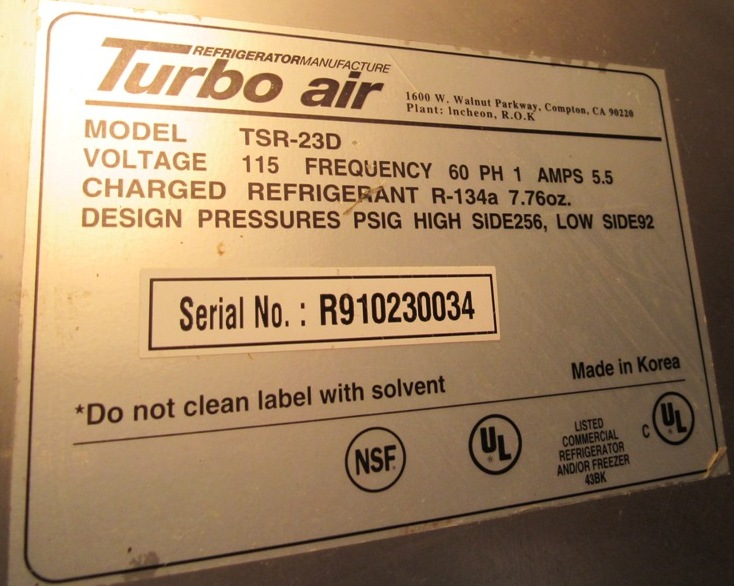 REFRIGERATORMANUFACTURE
Turbo air
1600 W. Walnut Parkway, Compton, CA 90220
Plant: Incheon, R.O.K
MODEL TSR-23D
VOLTAGE 115 FREQUENCY 60 PH 1 AMPS 5.5
CHARGED REFRIGERANT R-134a 7.76oz.
DESIGN PRESSURES PSIG HIGH SIDE256, LOW SIDE92
Serial No. : R910230034
Made in Korea
*Do not clean label with solvent
NSF
UL
LISTED
COMMERCIAL
REFRIGERATOR
AND/OR FREEZER
43BK
C UL